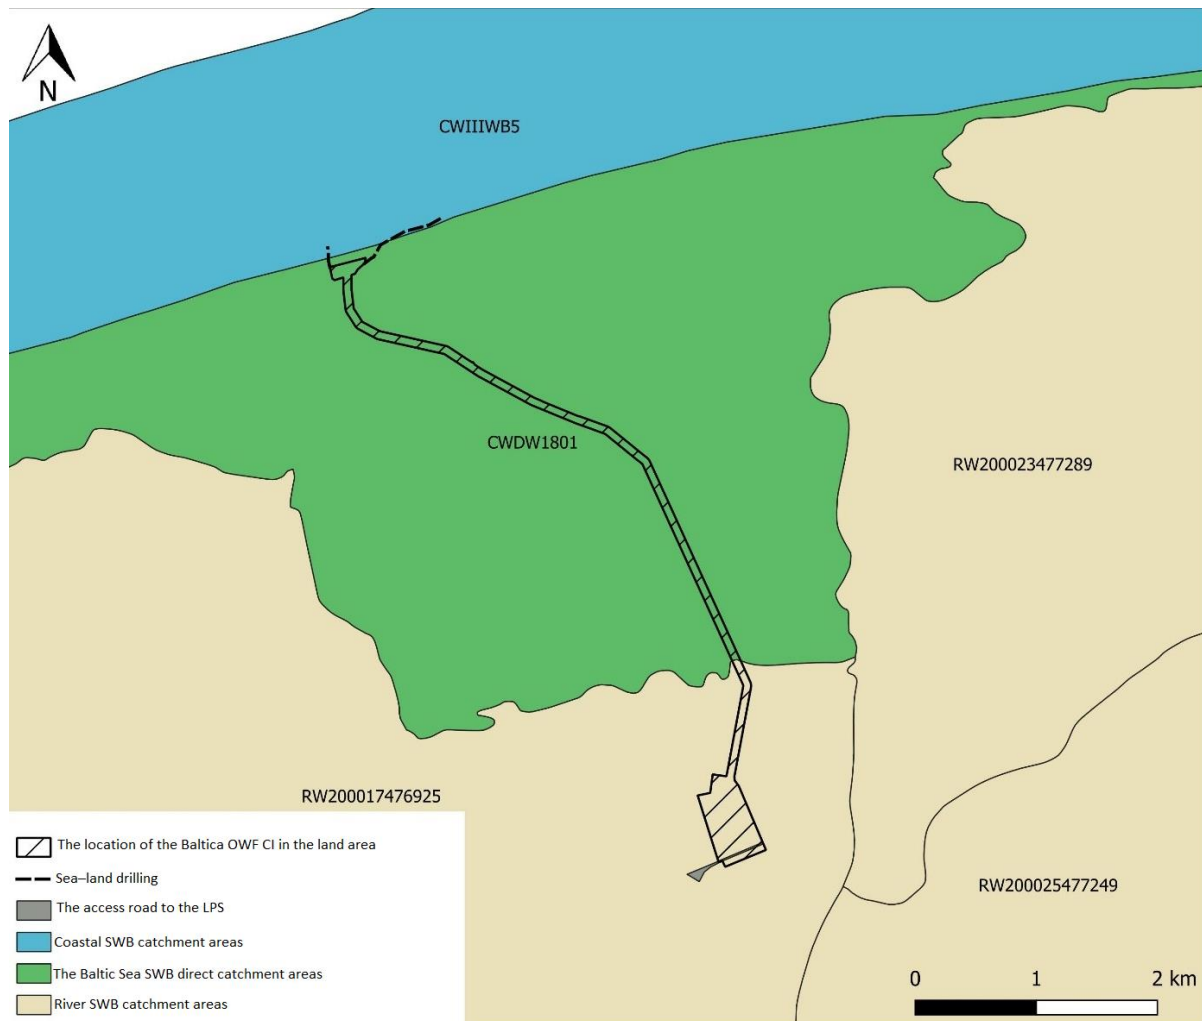 N
CWIIIWB5
CWDW1801
RW200023477289
RW200017476925
RW200025477249
The location of the Baltica OWF CI in the land area
Sea–land drilling
The access road to the LPS
Coastal SWB catchment areas
The Baltic Sea SWB direct catchment areas
River SWB catchment areas
0 1 2 km